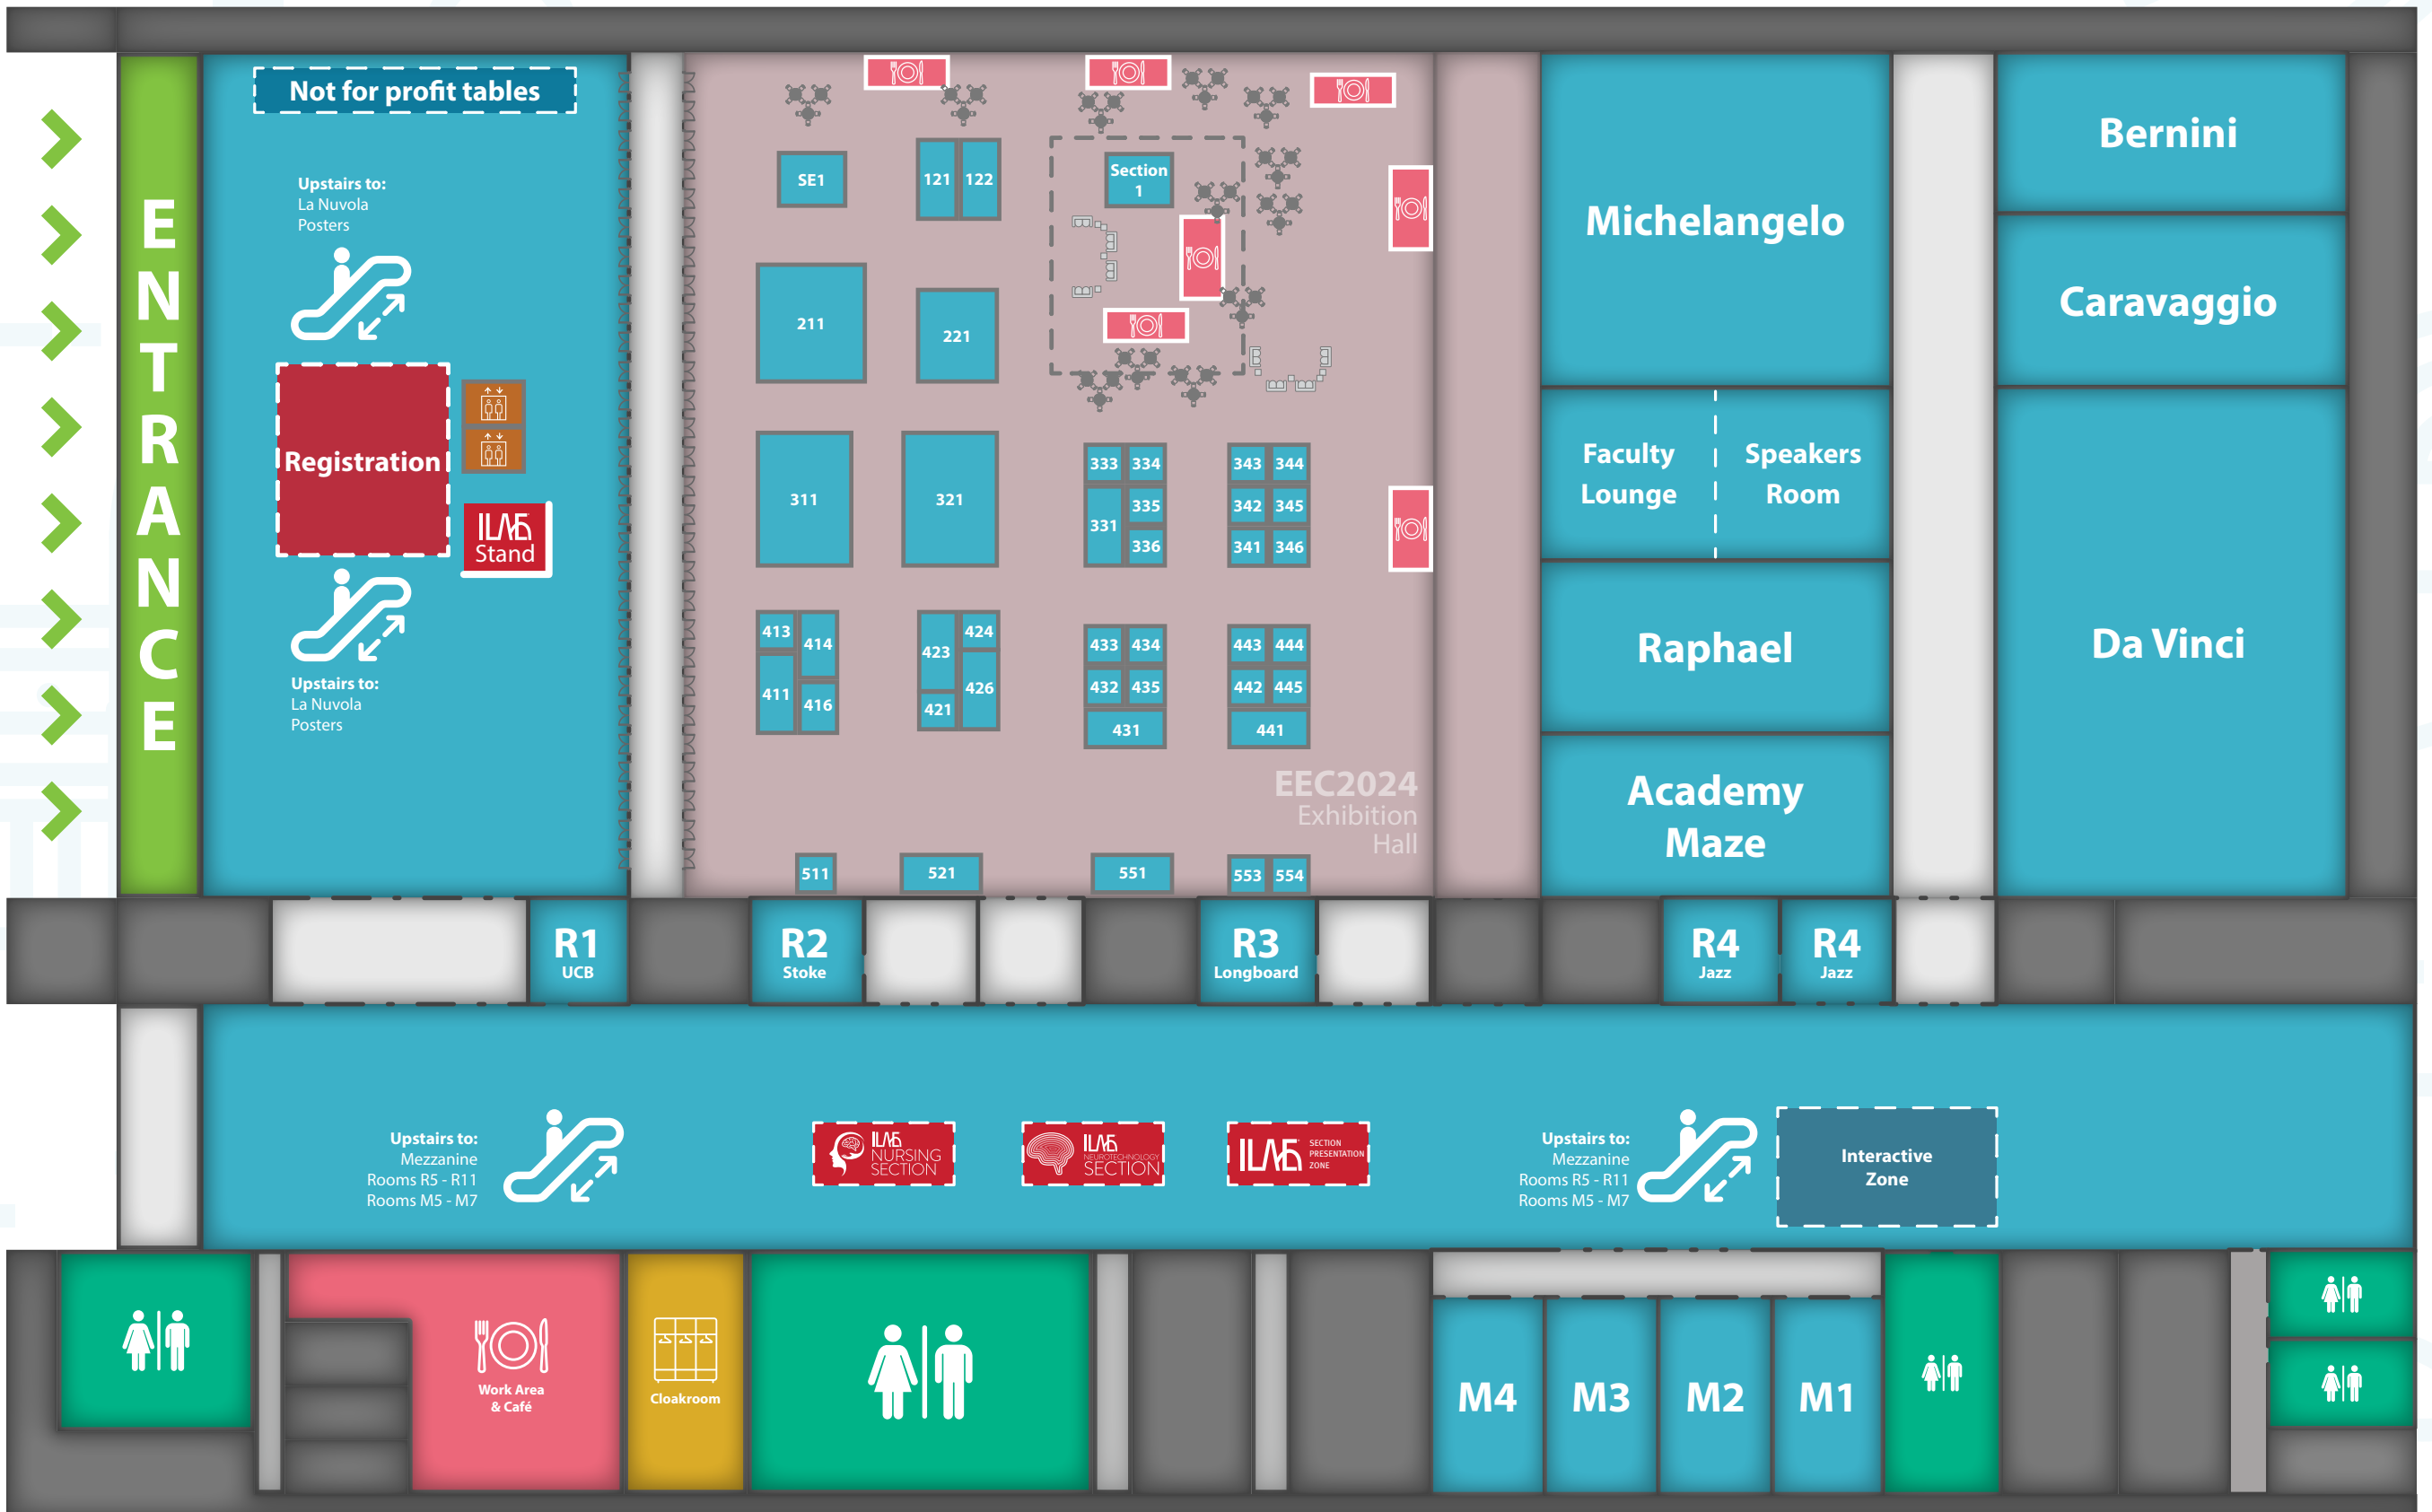 Not for profit tables
ENTRANCE
Upstairs to:
La Nuvola
Posters
Registration
ILAE
Stand
Upstairs to:
La Nuvola
Posters
SE1
121
122
Section
1
211
221
311
321
333
334
331
335
336
343
344
342
345
341
346
413
414
411
416
423
424
421
426
433
434
432
435
431
443
444
442
445
441
EEC2024
Exhibition
Hall
511
521
551
553
554
Michelangelo
Faculty
Lounge
Speakers
Room
Raphael
Academy
Maze
Bernini
Caravaggio
Da Vinci
R1
UCB
R2
Stoke
R3
Longboard
R4
Jazz
R4
Jazz
Upstairs to:
Mezzanine
Rooms R5 - R11
Rooms M5 - M7
ILAE
NURSING
SECTION
ILAE
NEUROTECHNOLOGY
SECTION
ILAE
SECTION
PRESENTATION
ZONE
Upstairs to:
Mezzanine
Rooms R5 - R11
Rooms M5 - M7
Interactive
Zone
Work Area
& Café
Cloakroom
M4
M3
M2
M1